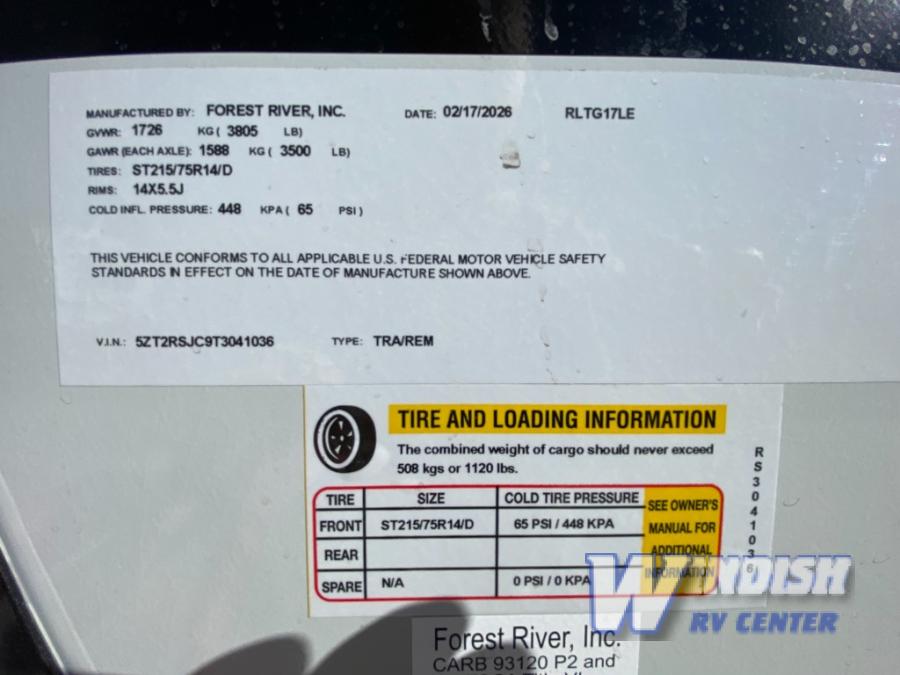 MANUFACTURED BY: FOREST RIVER, INC. DATE: 02/17/2026 RLTG17LE
GVWR: 1726 KG ( 3805 LB)
GAWR (EACH AXLE): 1588 KG ( 3500 LB)
TIRES: ST215/75R14/D
RIMS: 14X5.5J
COLD INFL. PRESSURE: 448 KPA ( 65 PSI )
THIS VEHICLE CONFORMS TO ALL APPLICABLE U.S. FEDERAL MOTOR VEHICLE SAFETY
STANDARDS IN EFFECT ON THE DATE OF MANUFACTURE SHOWN ABOVE.
V.I.N.: 5ZT2RSJC9T3041036 TYPE: TRA/REM
TIRE AND LOADING INFORMATION
The combined weight of cargo should never exceed
508 kgs or 1120 lbs.
TIRE SIZE COLD TIRE PRESSURE
FRONT ST215/75R14/D 65 PSI / 448 KPA
REAR
SPARE N/A 0 PSI / 0 KPA
SEE OWNER'S
MANUAL FOR
ADDITIONAL
INFORMATION
RS3041036
WINDISH
RV CENTER
Forest River, Inc.
CARB 93120 P2 and